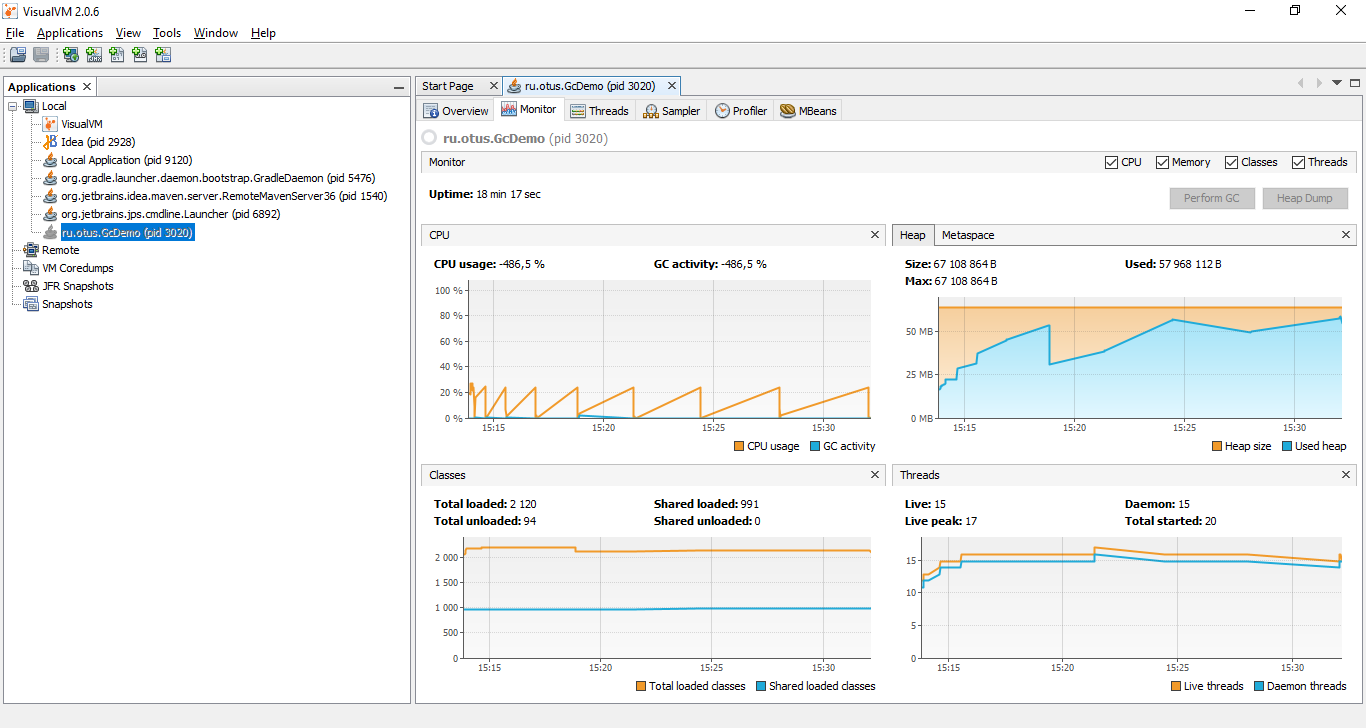 VisualVM 2.0.6
File Applications View Tools Window Help
Applications
Local
VisualVM
Idea (pid 2928)
Local Application (pid 9120)
org.gradle.launcher.daemon.bootstrap.GradleDaemon (pid 5476)
org.jetbrains.idea.maven.server.RemoteMavenServer36 (pid 1540)
org.jetbrains.jps.cmdline.Launcher (pid 6892)
ru.otus.GcDemo (pid 3020)
Remote
VM Coredumps
JFR Snapshots
Snapshots
Start Page ru.otus.GcDemo (pid 3020)
Overview Monitor Threads Sampler Profiler MBeans
ru.otus.GcDemo (pid 3020)
Monitor CPU Memory Classes Threads
Uptime: 18 min 17 sec Perform GC Heap Dump
CPU
CPU usage: -486,5 % GC activity: -486,5 %
100 %
80 %
60 %
40 %
20 %
0 %
15:15 15:20 15:25 15:30
CPU usage GC activity
Heap Metaspace
Size: 67 108 864 B Used: 57 968 112 B
Max: 67 108 864 B
50 MB
25 MB
0 MB
15:15 15:20 15:25 15:30
Heap size Used heap
Classes
Total loaded: 2 120 Shared loaded: 991
Total unloaded: 94 Shared unloaded: 0
2 000
1 500
1 000
500
0
15:15 15:20 15:25 15:30
Total loaded classes Shared loaded classes
Threads
Live: 15 Daemon: 15
Live peak: 17 Total started: 20
15
10
5
0
15:15 15:20 15:25 15:30
Live threads Daemon threads